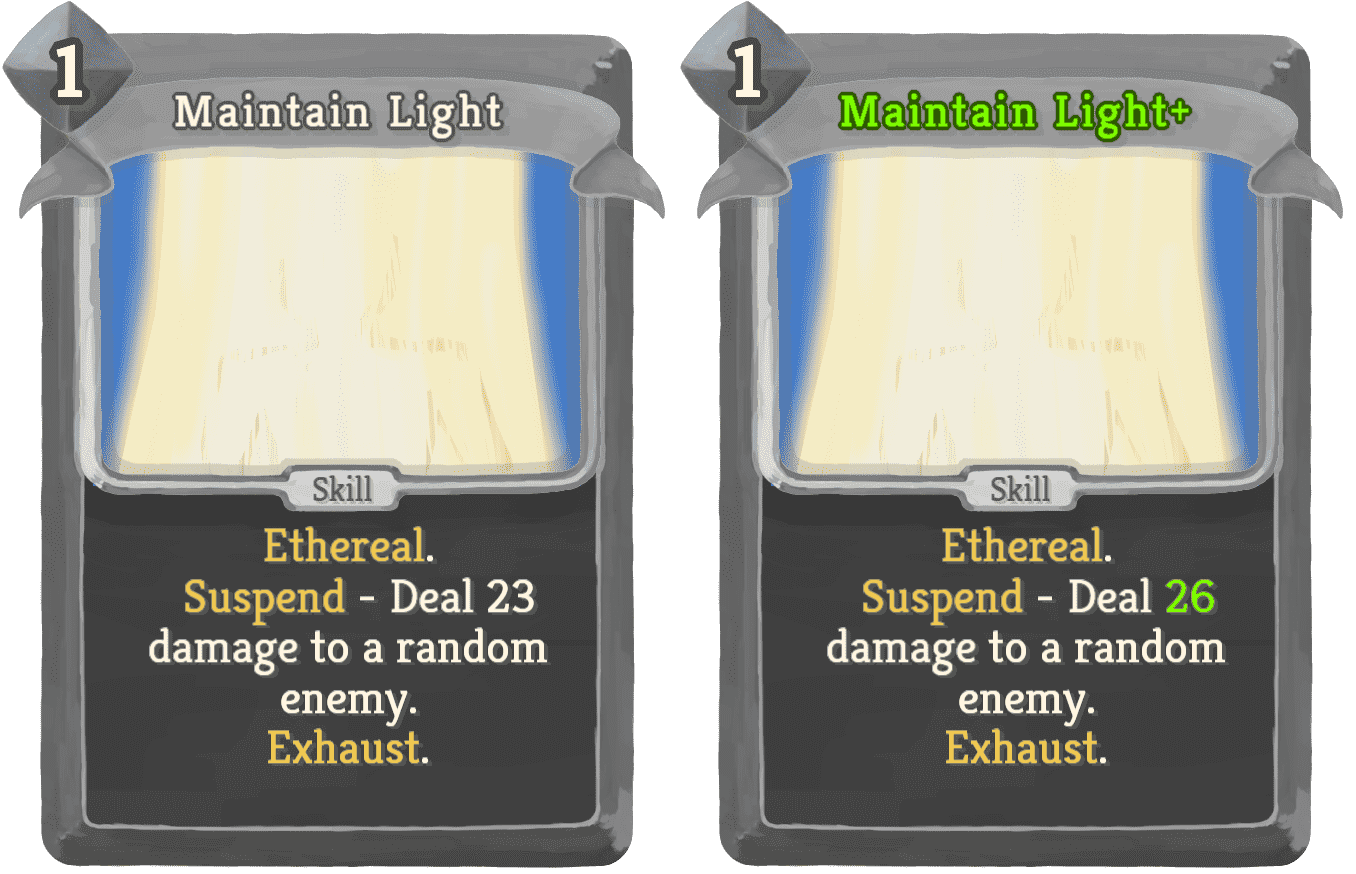 1
Maintain Light
Skill
Ethereal.
Suspend - Deal 23
damage to a random
enemy.
Exhaust.
1
Maintain Light+
Skill
Ethereal.
Suspend - Deal 26
damage to a random
enemy.
Exhaust.